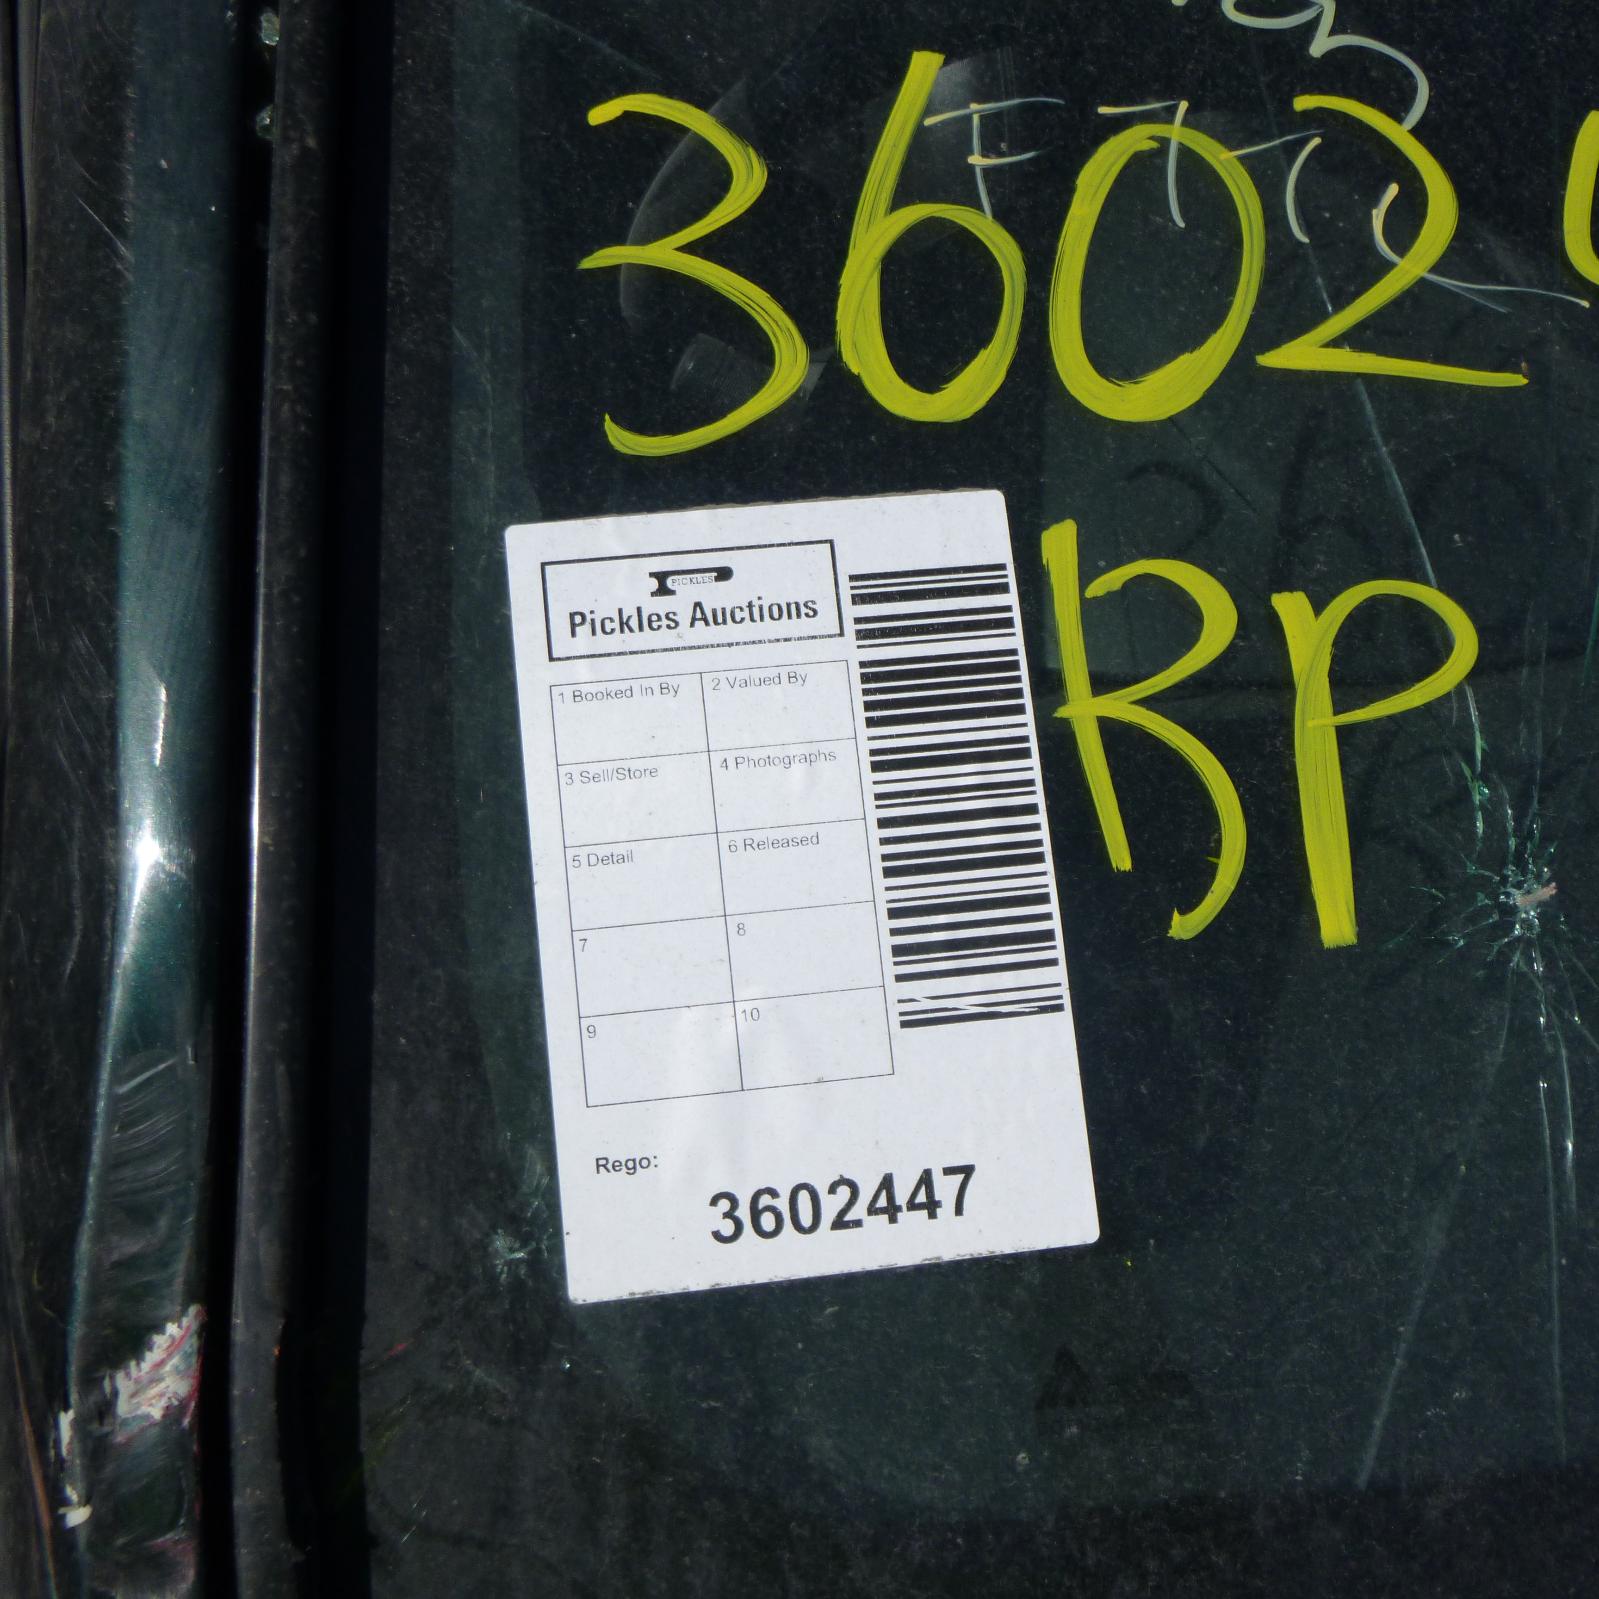 3602
PICKLES
Pickles Auctions
1 Booked In By
2 Valued By
3 Sell/Store
4 Photographs
5 Detail
6 Released
7
8
9
10
Rego:
3602447
BP